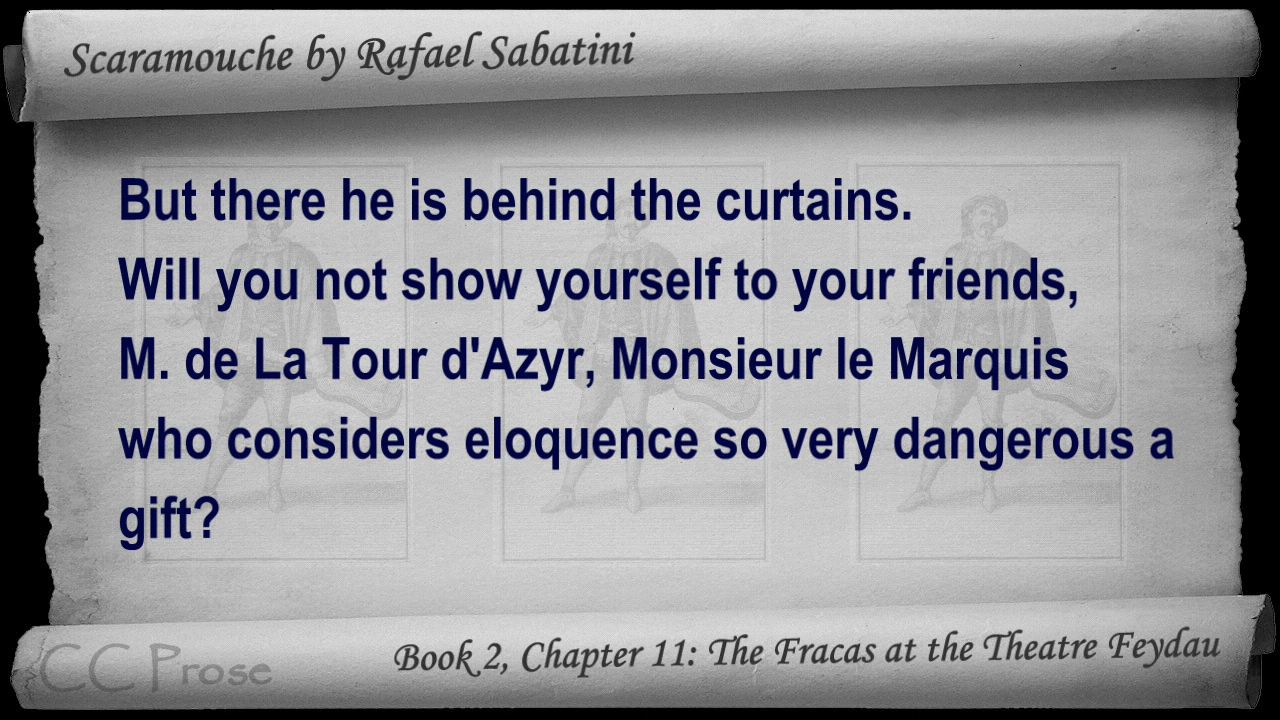 Scaramouche by Rafael Sabatini
But there he is behind the curtains.
Will you not show yourself to your friends,
M. de La Tour d'Azyr, Monsieur le Marquis
who considers eloquence so very dangerous a
gift?
CC Prose
Book 2, Chapter 11: The Fracas at the Theatre Feydau